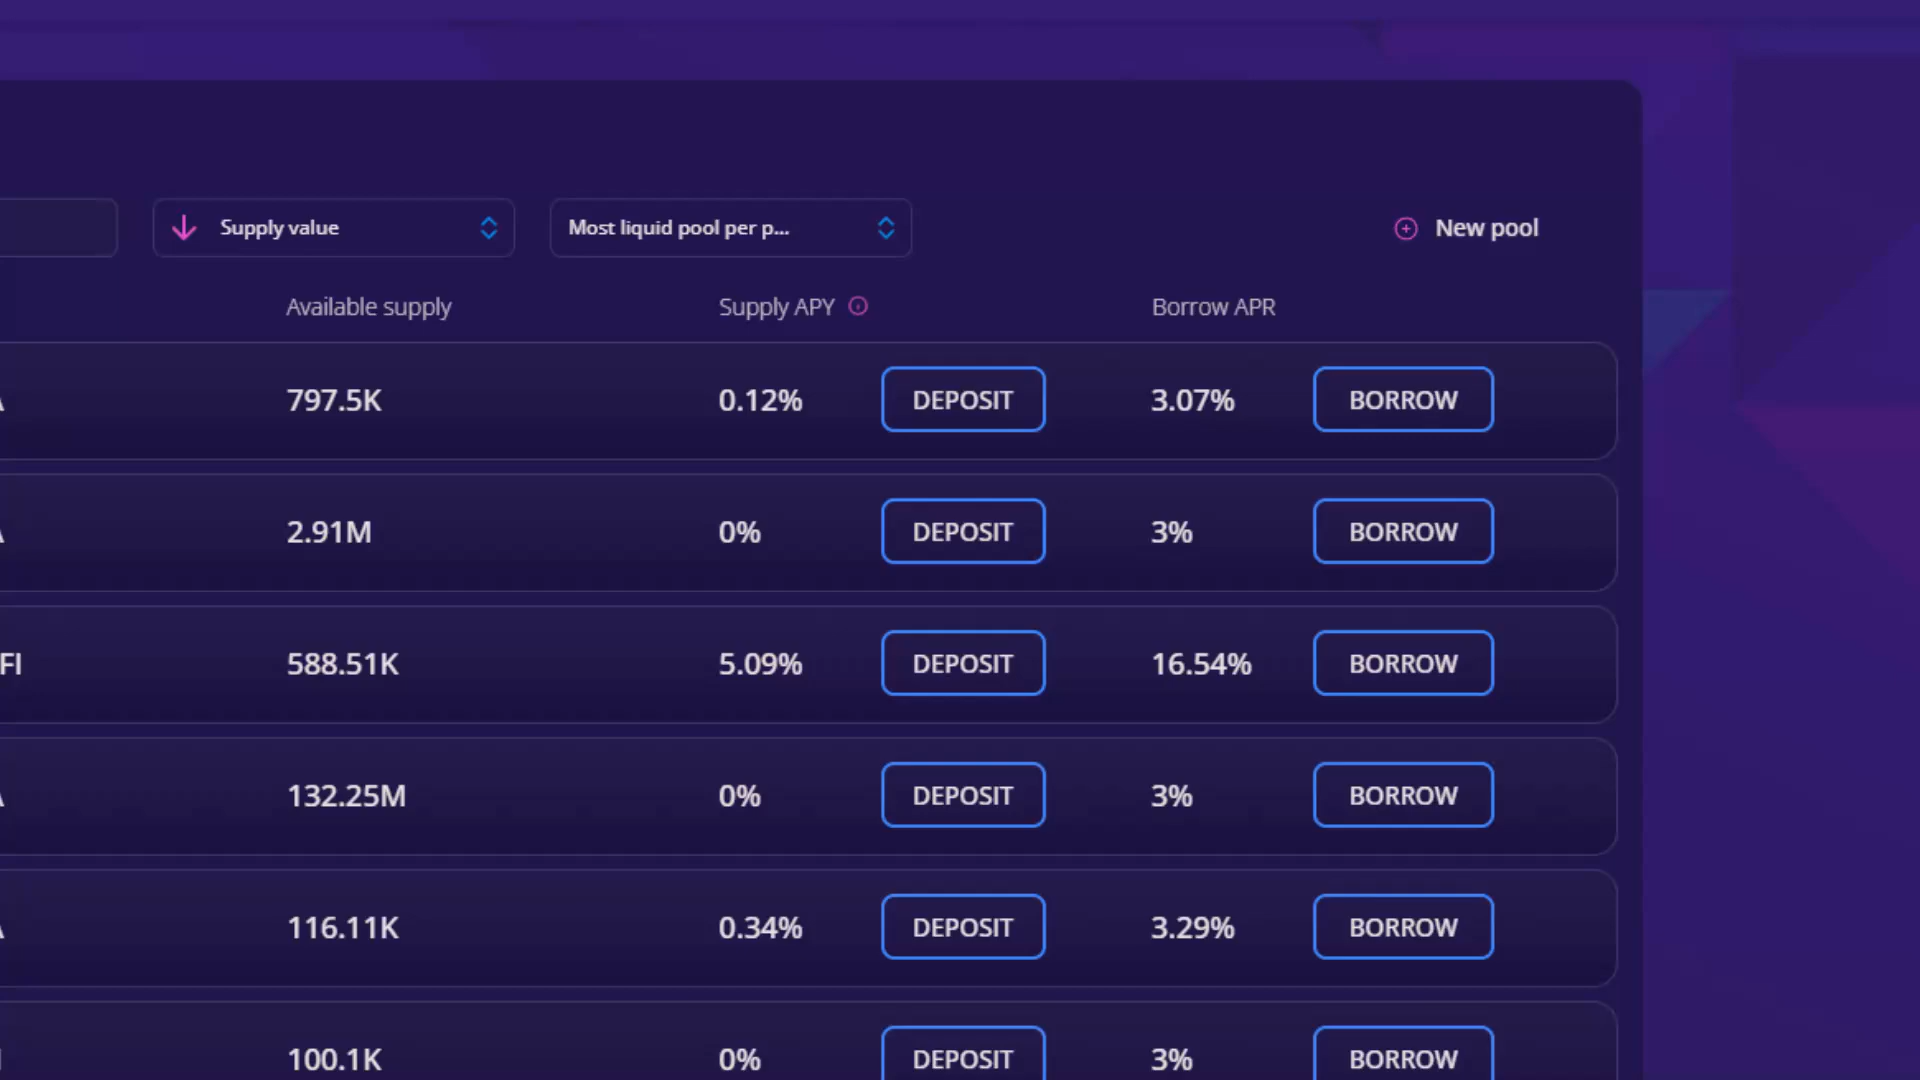 Supply value Most liquid pool per p... New pool
Available supply Supply APY Borrow APR
797.5K 0.12% DEPOSIT 3.07% BORROW
2.91M 0% DEPOSIT 3% BORROW
FI 588.51K 5.09% DEPOSIT 16.54% BORROW
132.25M 0% DEPOSIT 3% BORROW
116.11K 0.34% DEPOSIT 3.29% BORROW
100.1K 0% DEPOSIT 3% BORROW